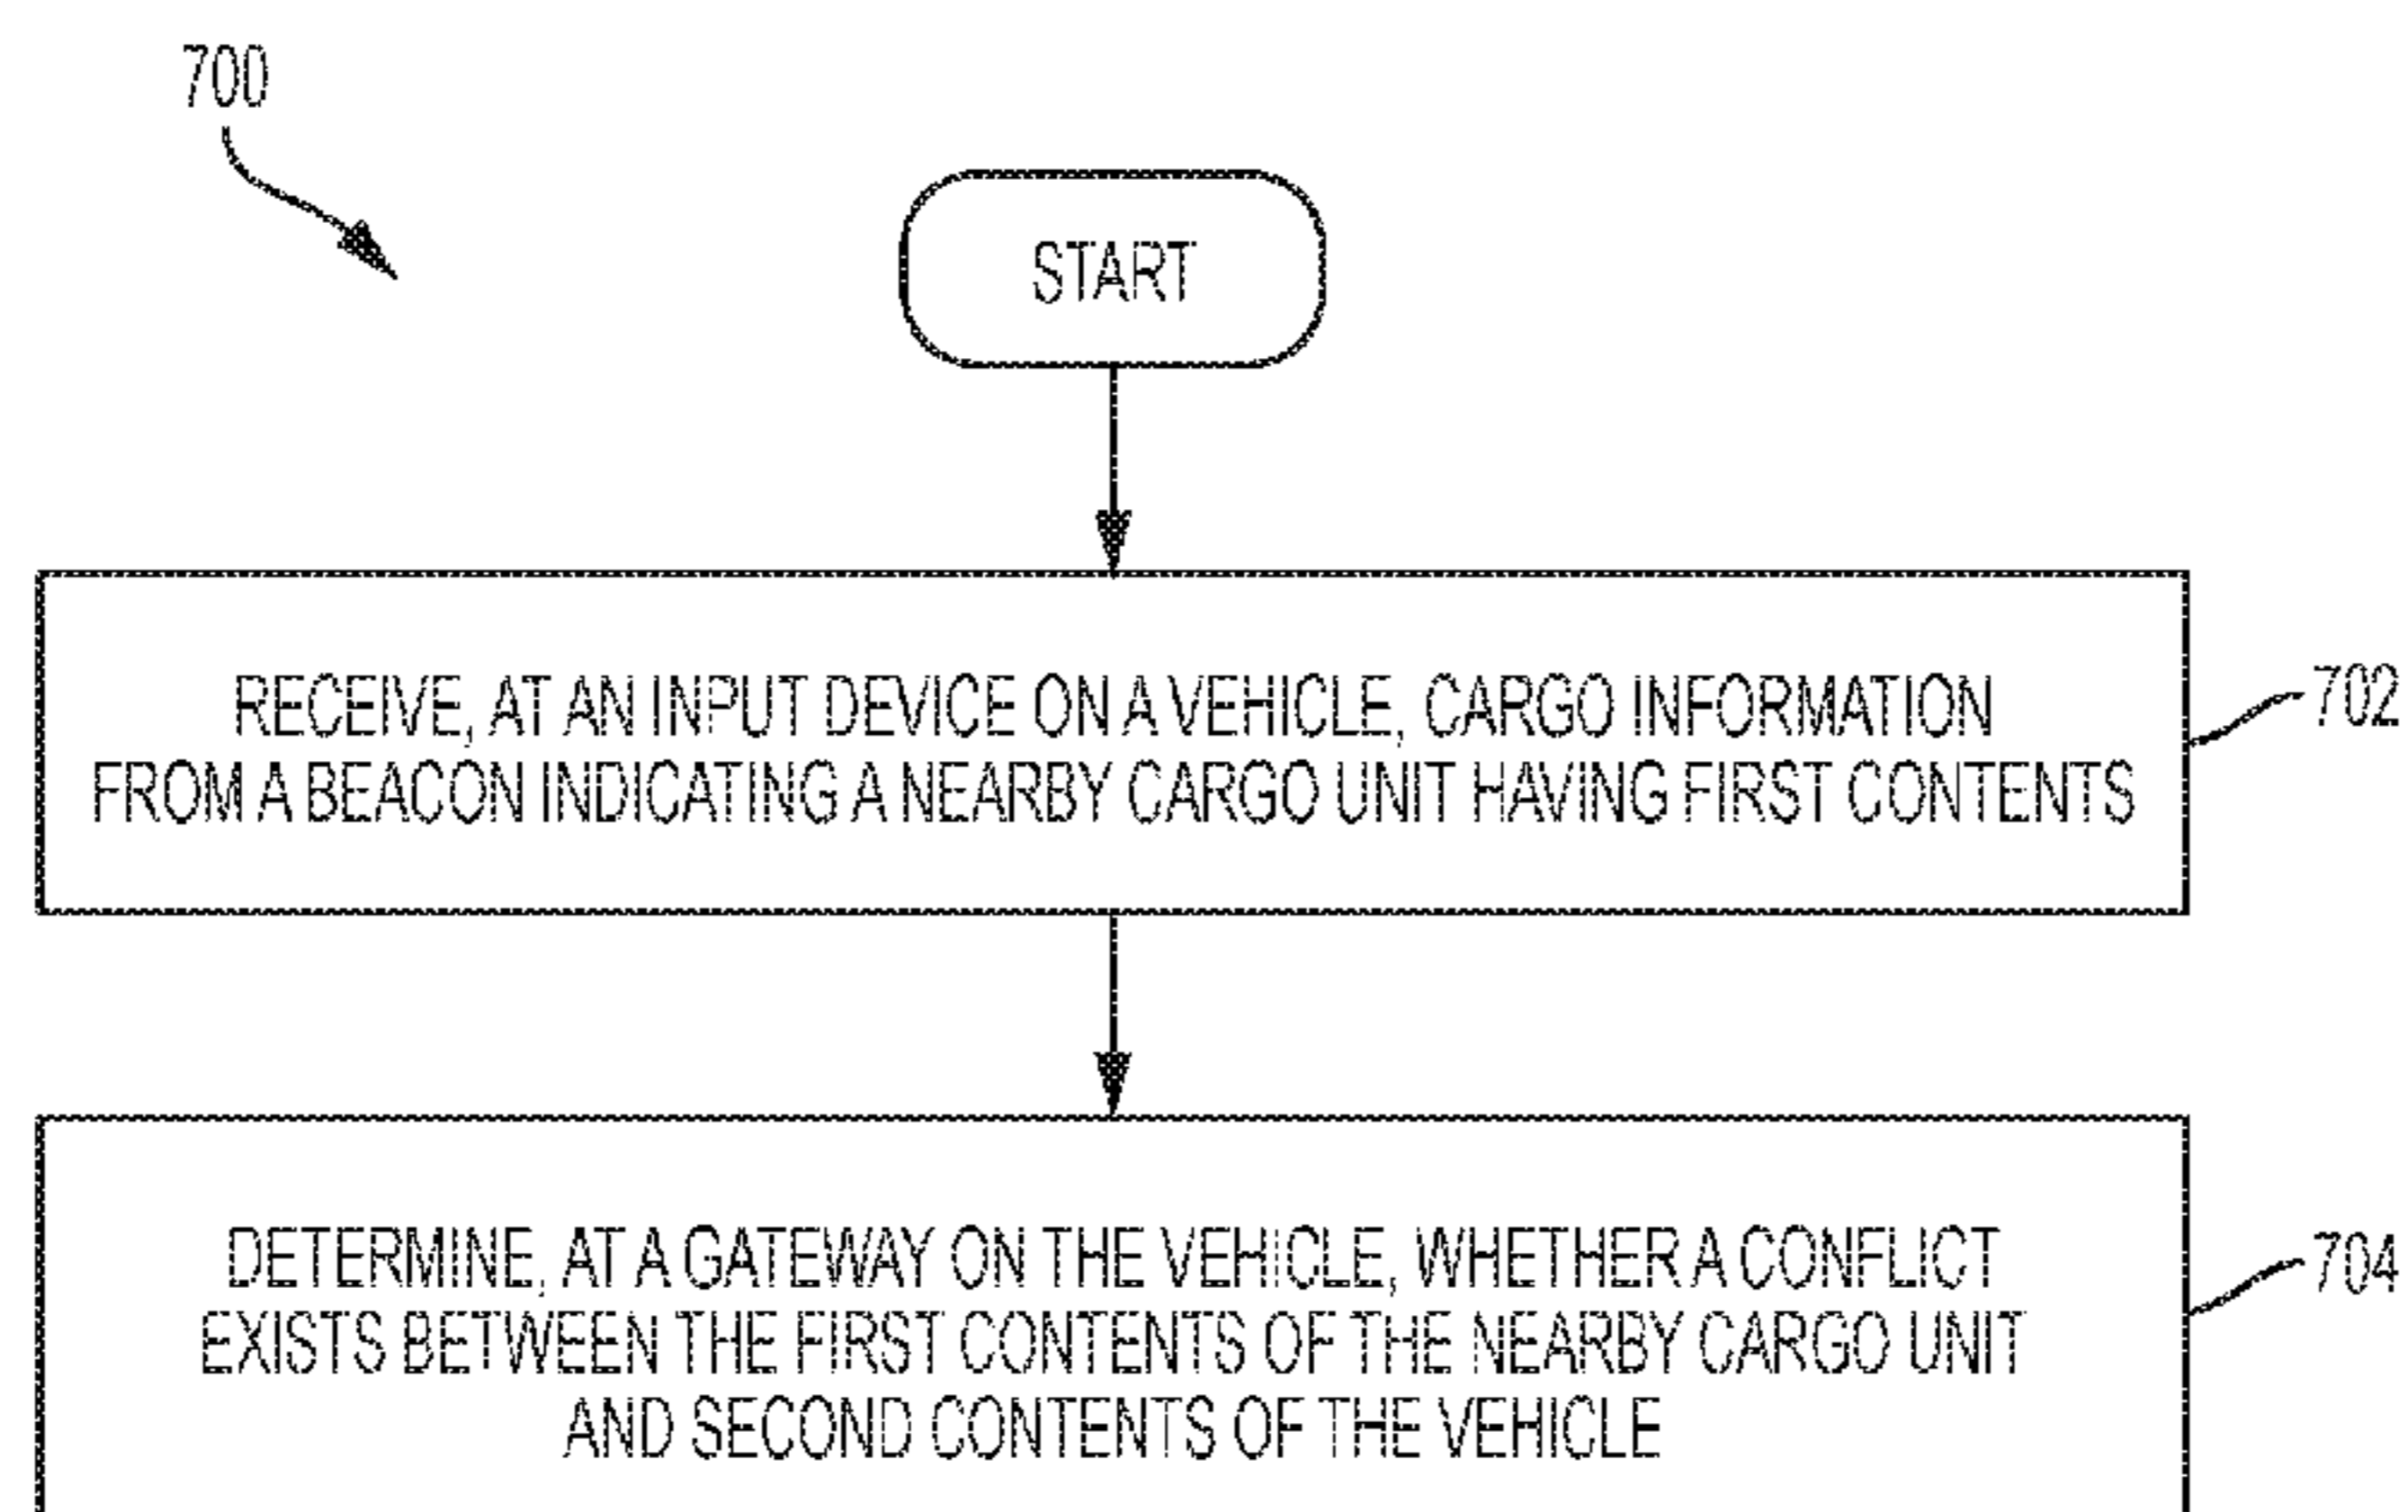 700
START
RECEIVE, AT AN INPUT DEVICE ON A VEHICLE, CARGO INFORMATION
FROM A BEACON INDICATING A NEARBY CARGO UNIT HAVING FIRST CONTENTS
702
DETERMINE, AT A GATEWAY ON THE VEHICLE, WHETHER A CONFLICT
EXISTS BETWEEN THE FIRST CONTENTS OF THE NEARBY CARGO UNIT
AND SECOND CONTENTS OF THE VEHICLE
704